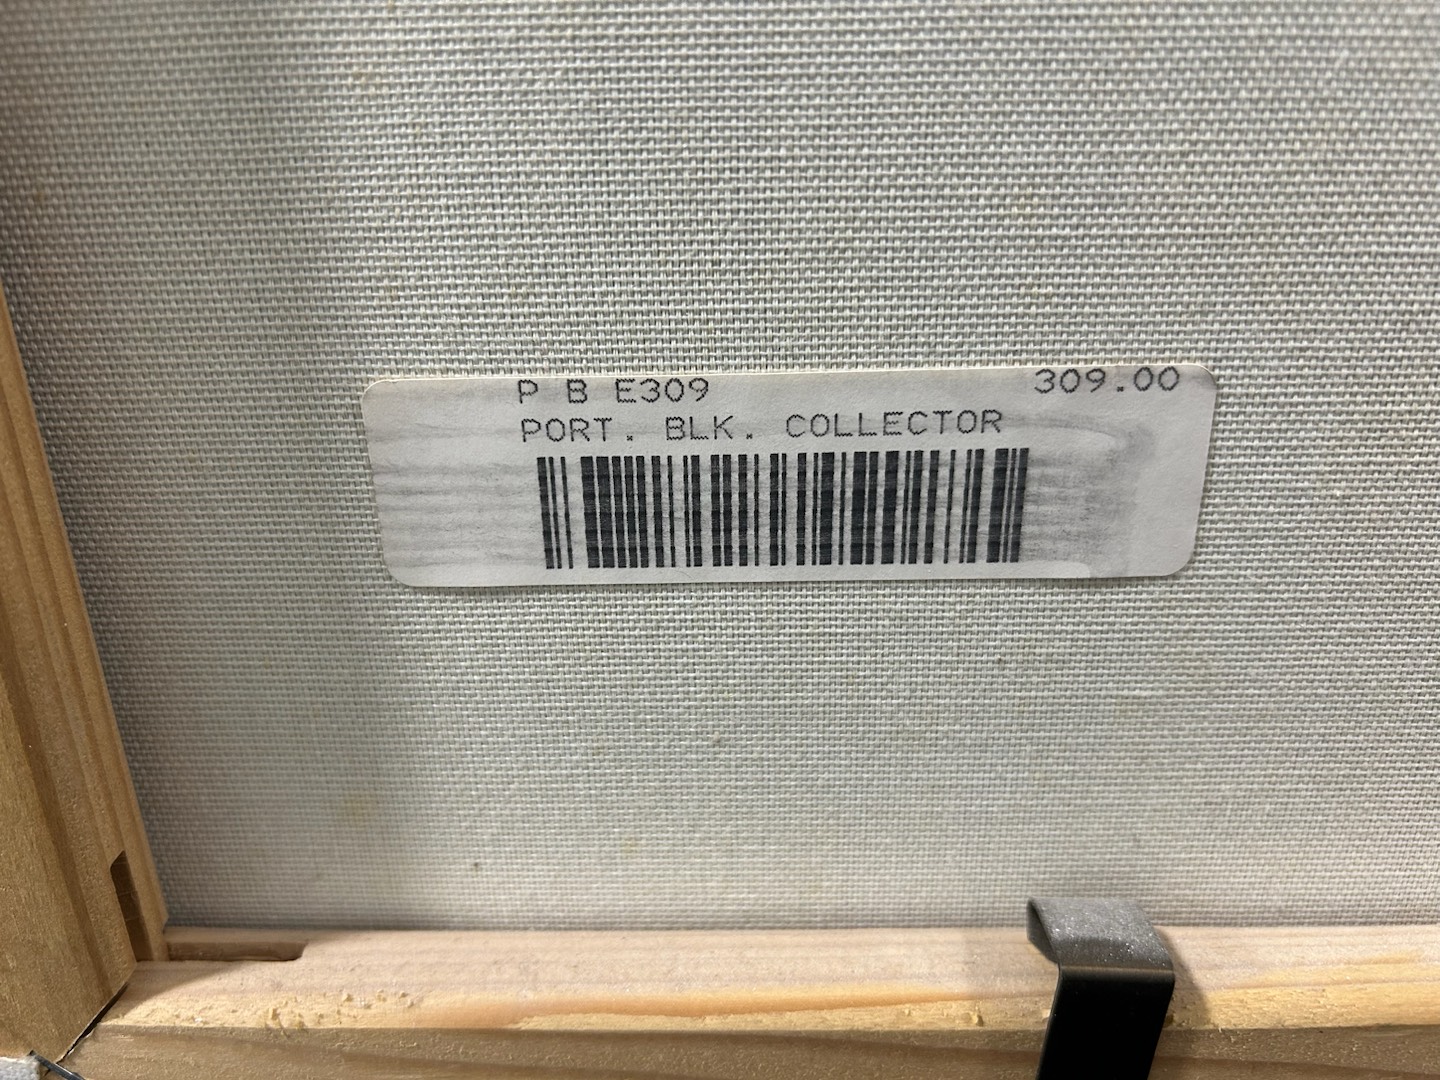 P B E309 309.00
PORT. BLK. COLLECTOR